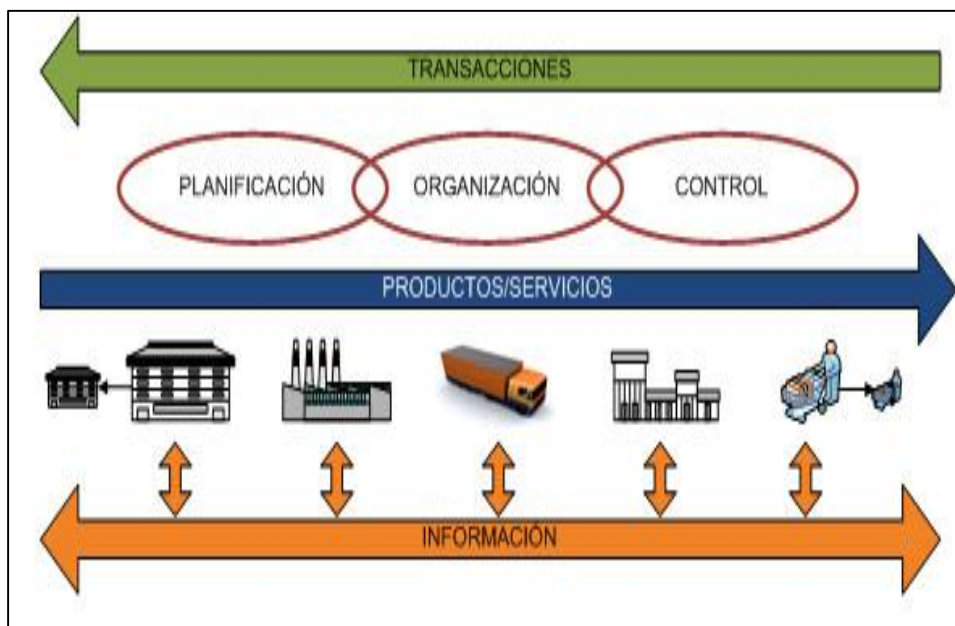 TRANSACCIONES
PLANIFICACIÓN
ORGANIZACIÓN
CONTROL
PRODUCTOS/SERVICIOS
INFORMACIÓN